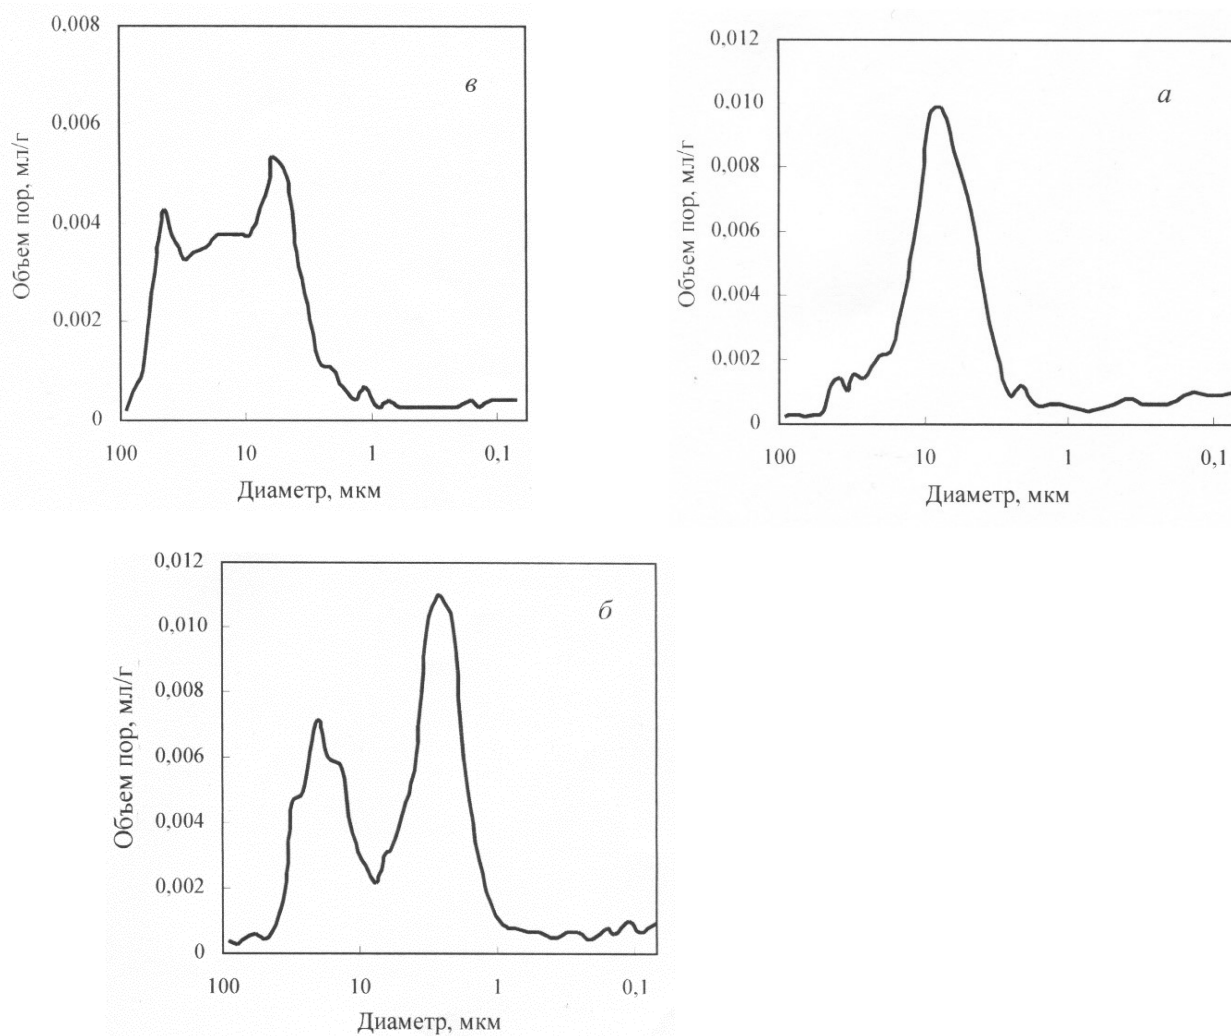 0,008
0,006
0,004
0,002
0
Объем пор, мл/г
в
100 10 1 0,1
Диаметр, мкм
0,012
0,010
0,008
0,006
0,004
0,002
0
Объем пор, мл/г
а
100 10 1 0,1
Диаметр, мкм
0,012
0,010
0,008
0,006
0,004
0,002
0
Объем пор, мл/г
б
100 10 1 0,1
Диаметр, мкм